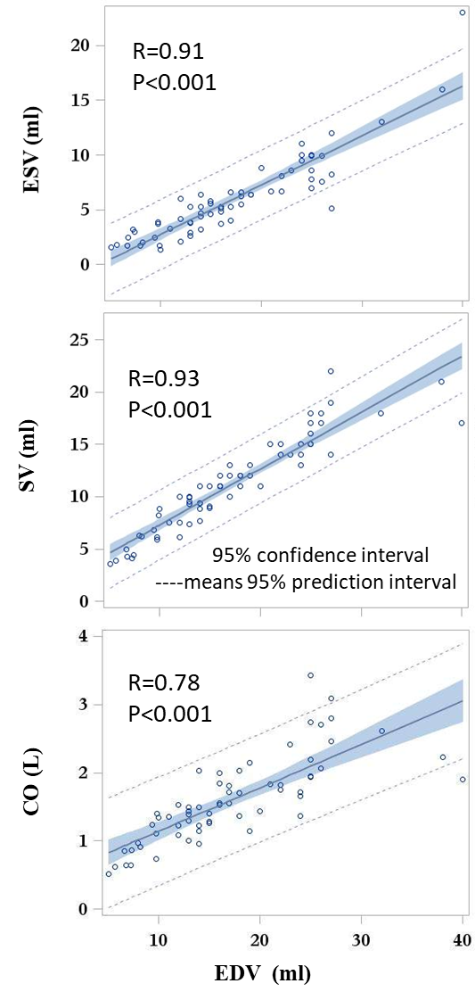 R=0.91
P<0.001
ESV (ml)
20
15
10
5
0
R=0.93
P<0.001
SV (ml)
25
20
15
10
5
0
95% confidence interval
----means 95% prediction interval
R=0.78
P<0.001
CO (L)
4
3
2
1
0
10 20 30 40
EDV (ml)